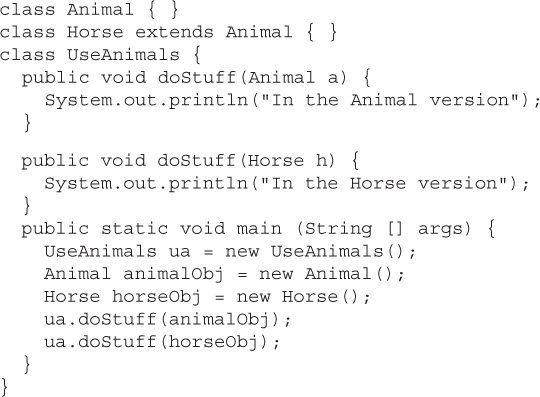 class Animal { }
class Horse extends Animal { }
class UseAnimals {
  public void doStuff(Animal a) {
    System.out.println("In the Animal version");
  }

  public void doStuff(Horse h) {
    System.out.println("In the Horse version");
  }
  public static void main (String [] args) {
    UseAnimals ua = new UseAnimals();
    Animal animalObj = new Animal();
    Horse horseObj = new Horse();
    ua.doStuff(animalObj);
    ua.doStuff(horseObj);
  }
}